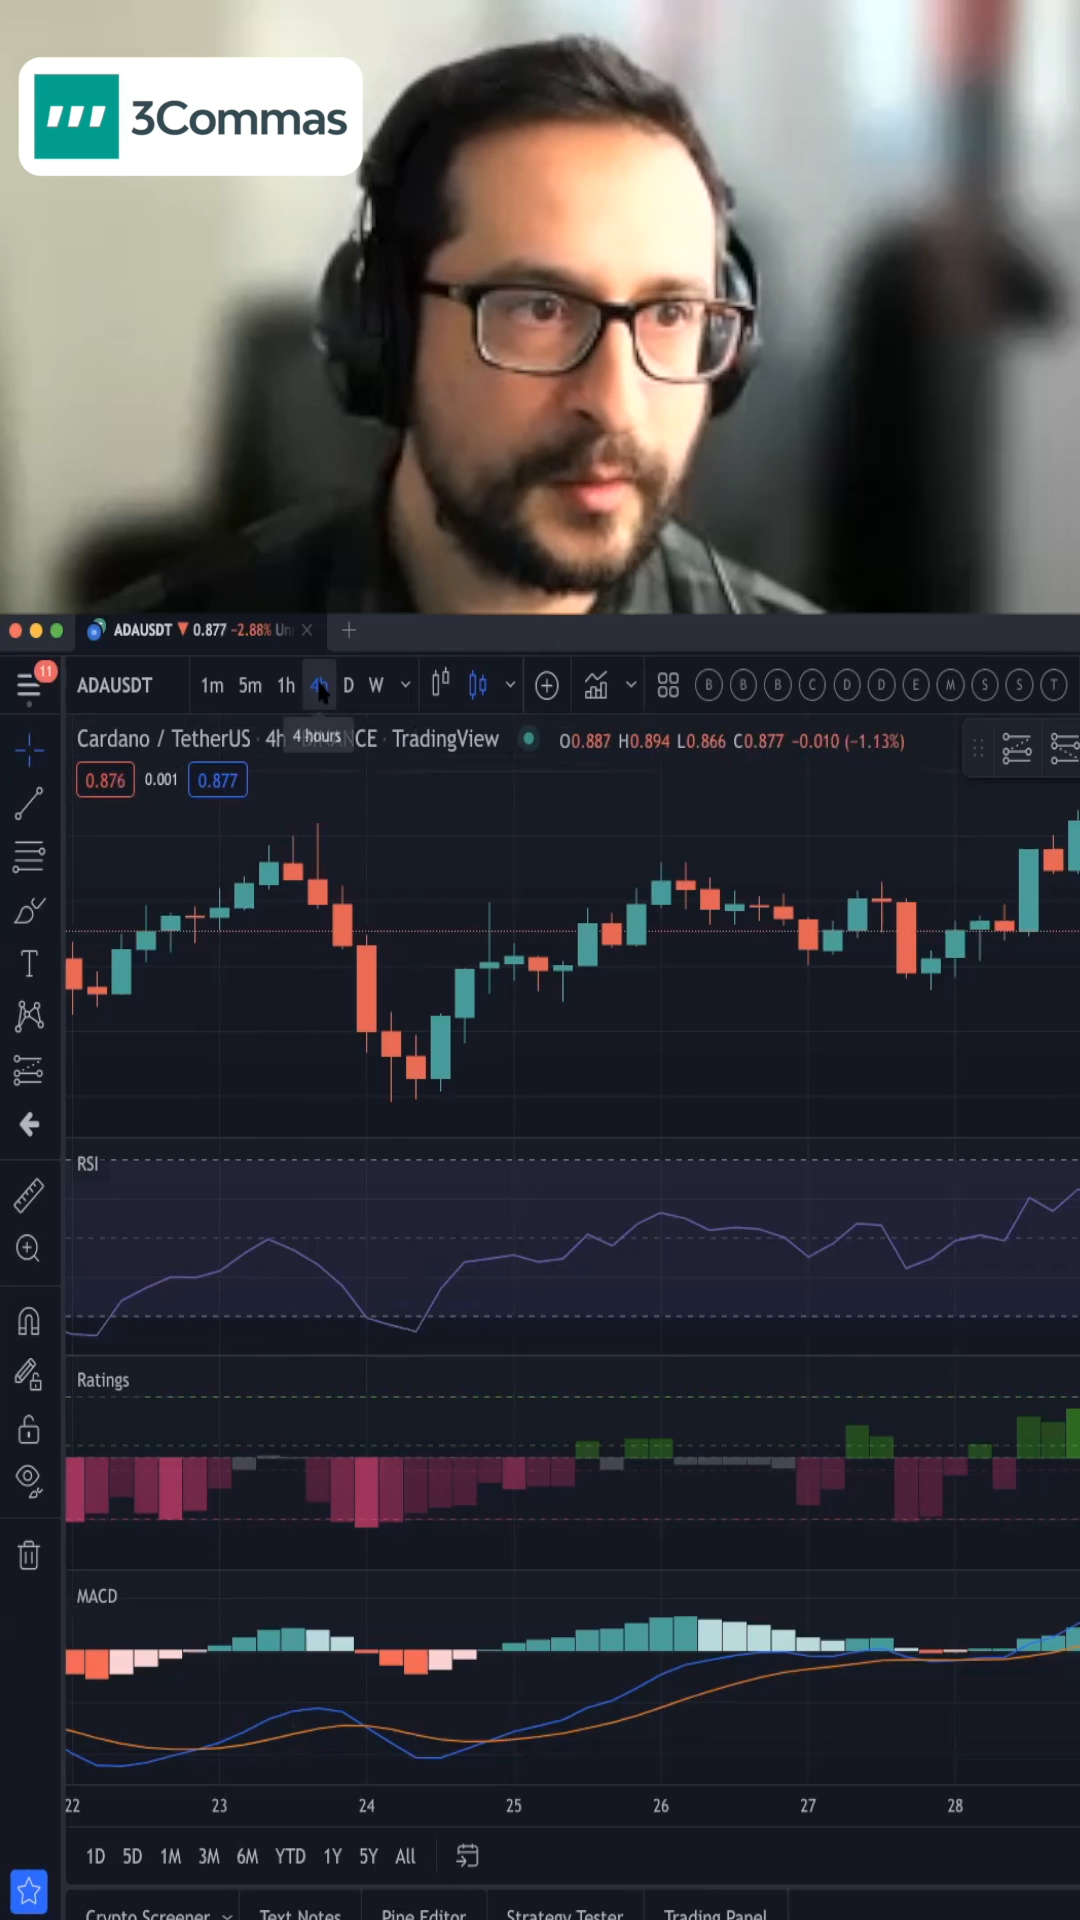 3Commas
ADAUSDT ▼ 0.877 −2.88% Un
11
ADAUSDT 1m 5m 1h 4h D W
B B B C D D E M S S T
4 hours
Cardano / TetherUS · 4h CE · TradingView
O0.887 H0.894 L0.866 C0.877 −0.010 (−1.13%)
0.876 0.001 0.877
RSI
Ratings
MACD
22 23 24 25 26 27 28
1D 5D 1M 3M 6M YTD 1Y 5Y All
Crypto Screener Text Notes Pine Editor Strategy Tester Trading Panel